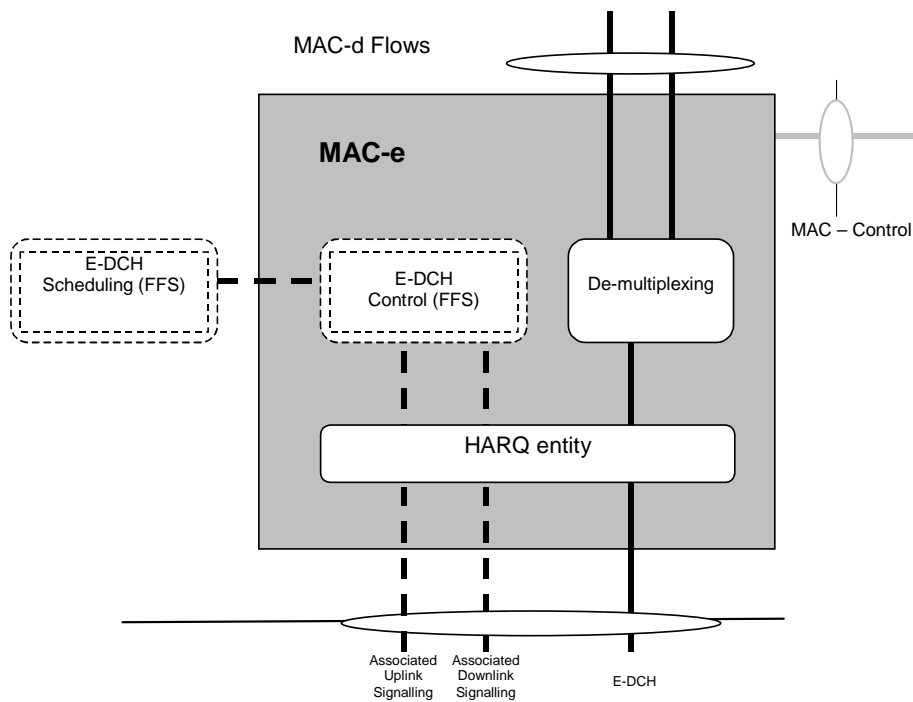 MAC-d Flows
MAC-e
MAC – Control
E-DCH
Scheduling (FFS)
E-DCH
Control (FFS)
De-multiplexing
HARQ entity
Associated
Uplink
Signalling
Associated
Downlink
Signalling
E-DCH